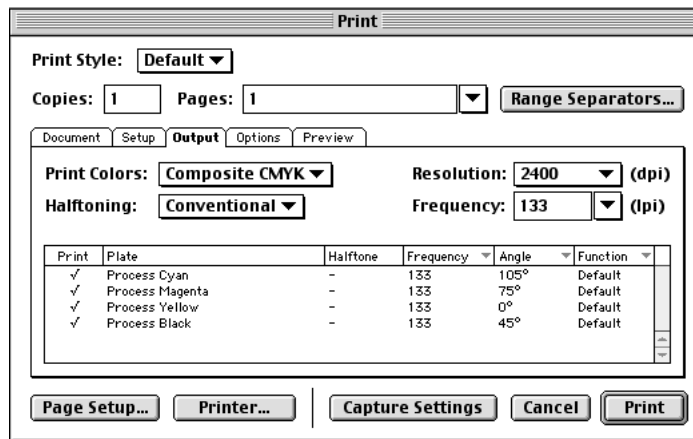 Print
Print Style: Default
Copies: 1 Pages: 1 Range Separators...
Document Setup Output Options Preview
Print Colors: Composite CMYK Resolution: 2400 (dpi)
Halftoning: Conventional Frequency: 133 (lpi)
Print Plate Halftone Frequency Angle Function
√ Process Cyan - 133 105° Default
√ Process Magenta - 133 75° Default
√ Process Yellow - 133 0° Default
√ Process Black - 133 45° Default
Page Setup... Printer... Capture Settings Cancel Print